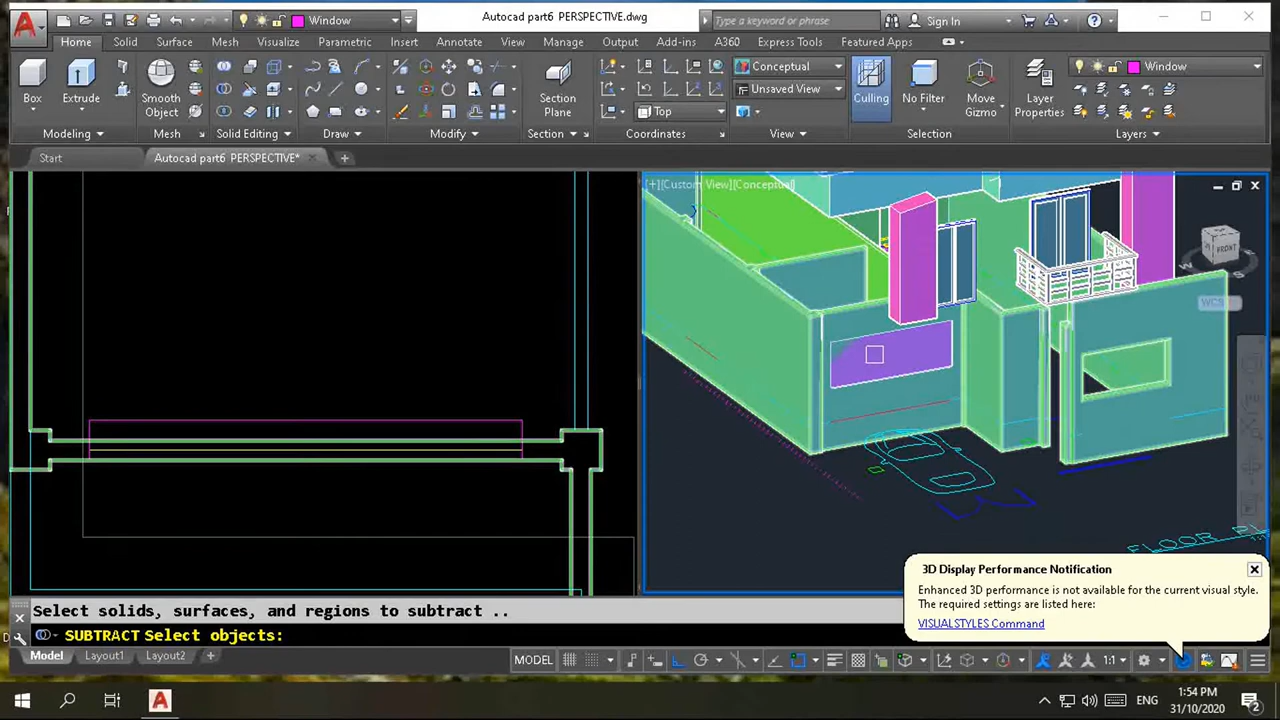 A
Window
Autocad part6 PERSPECTIVE.dwg
Type a keyword or phrase
Sign In
Home Solid Surface Mesh Visualize Parametric Insert Annotate View Manage Output Add-ins A360 Express Tools Featured Apps
Box
Extrude
Smooth
Object
Section
Plane
Conceptual
Unsaved View
Top
Culling
No Filter
Move
Gizmo
Layer
Properties
Window
Modeling
Mesh
Solid Editing
Draw
Modify
Section
Coordinates
View
Selection
Layers
Start
Autocad part6 PERSPECTIVE*
[+][Custom View][Conceptual]
FRONT
W
S
WCS
FLOOR PL
3D Display Performance Notification
Enhanced 3D performance is not available for the current visual style.
The required settings are listed here:
VISUALSTYLES Command
Select solids, surfaces, and regions to subtract ..
SUBTRACT Select objects:
Model
Layout1
Layout2
MODEL
1:1
ENG
1:54 PM
31/10/2020
2